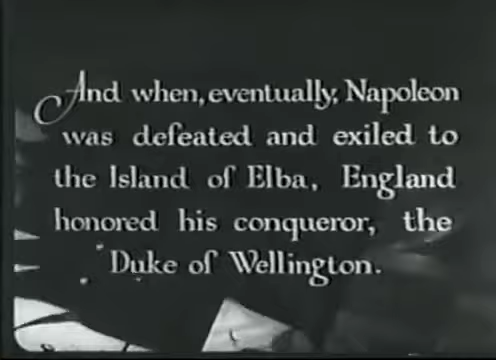 And when, eventually, Napoleon
was defeated and exiled to
the Island of Elba, England
honored his conqueror, the
Duke of Wellington.